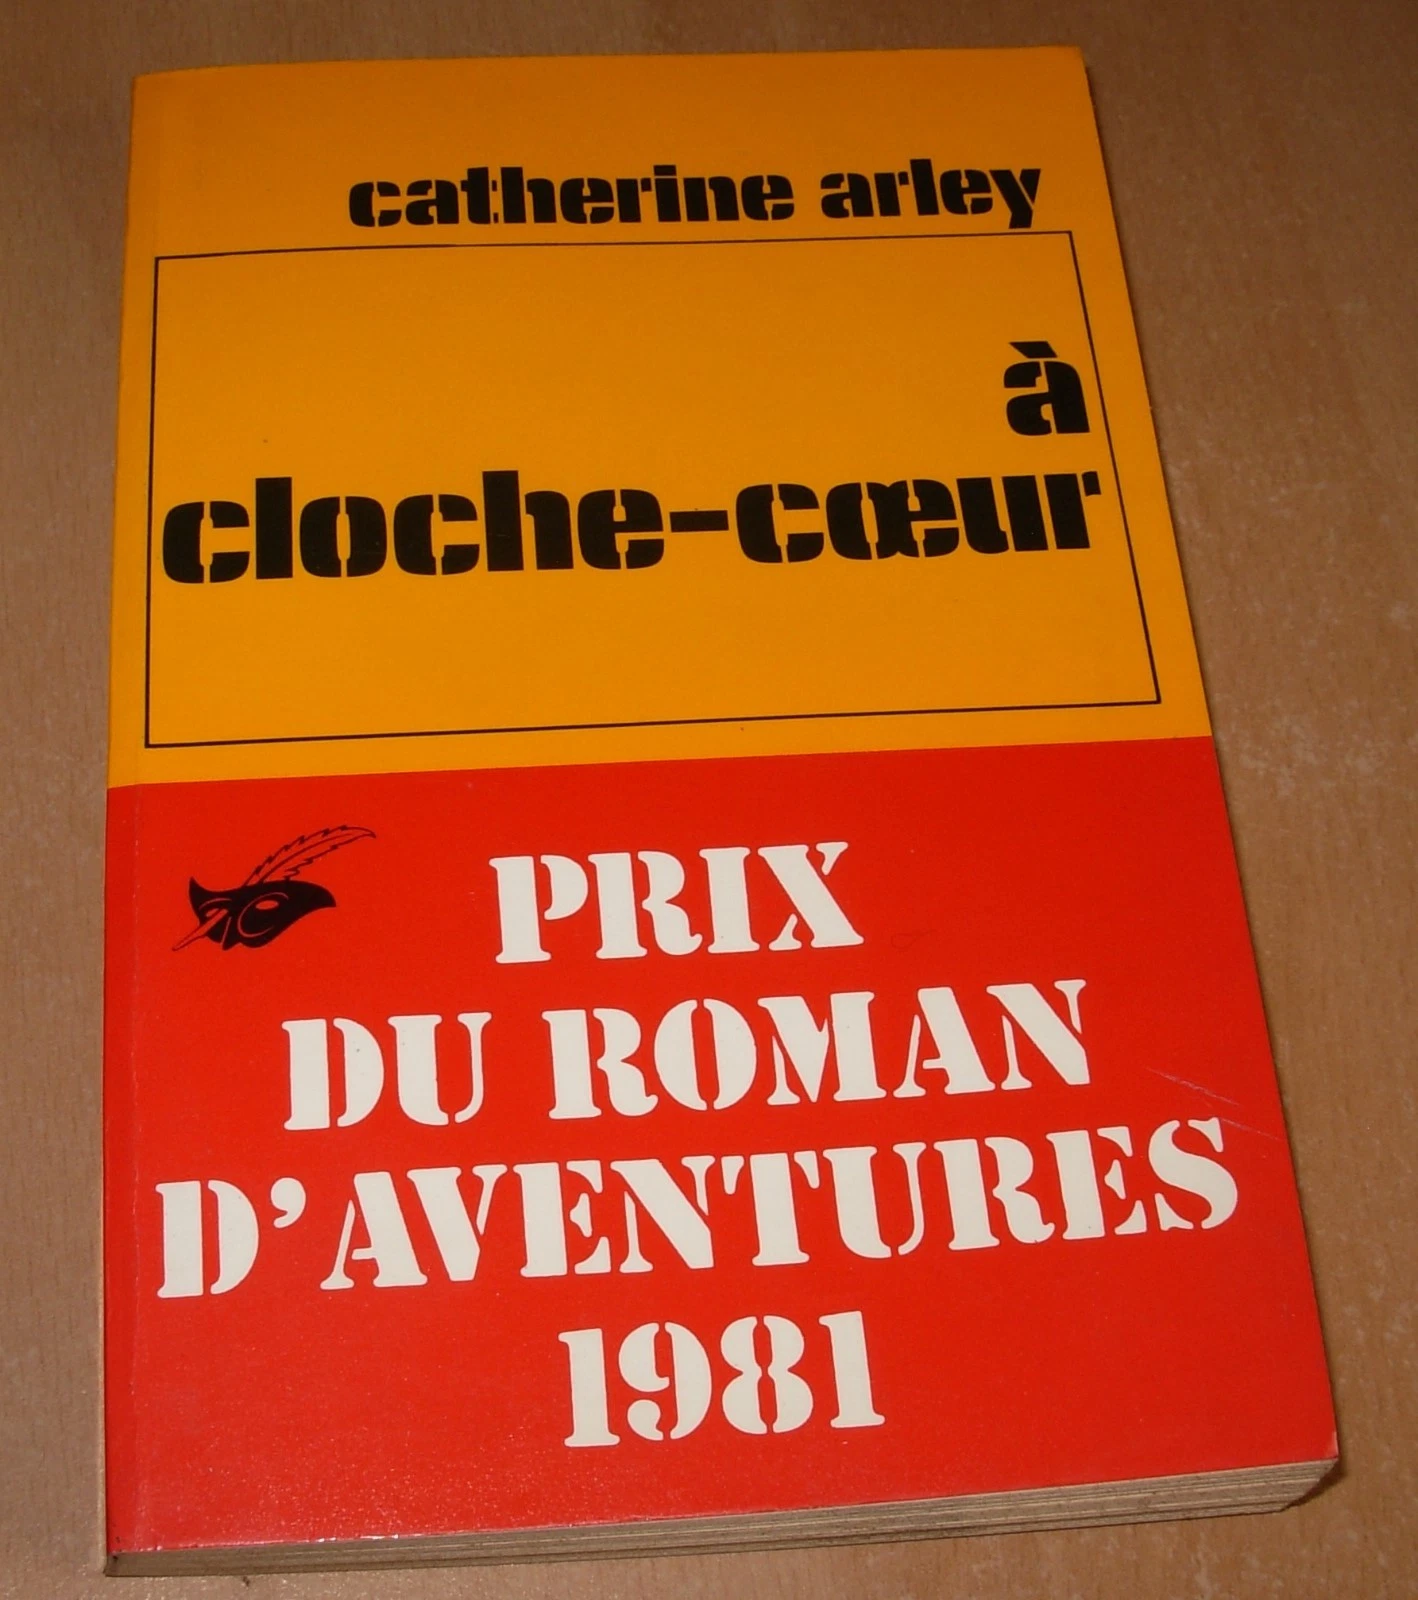 catherine arley
à
cloche-cœur
PRIX
DU ROMAN
D'AVENTURES
1981